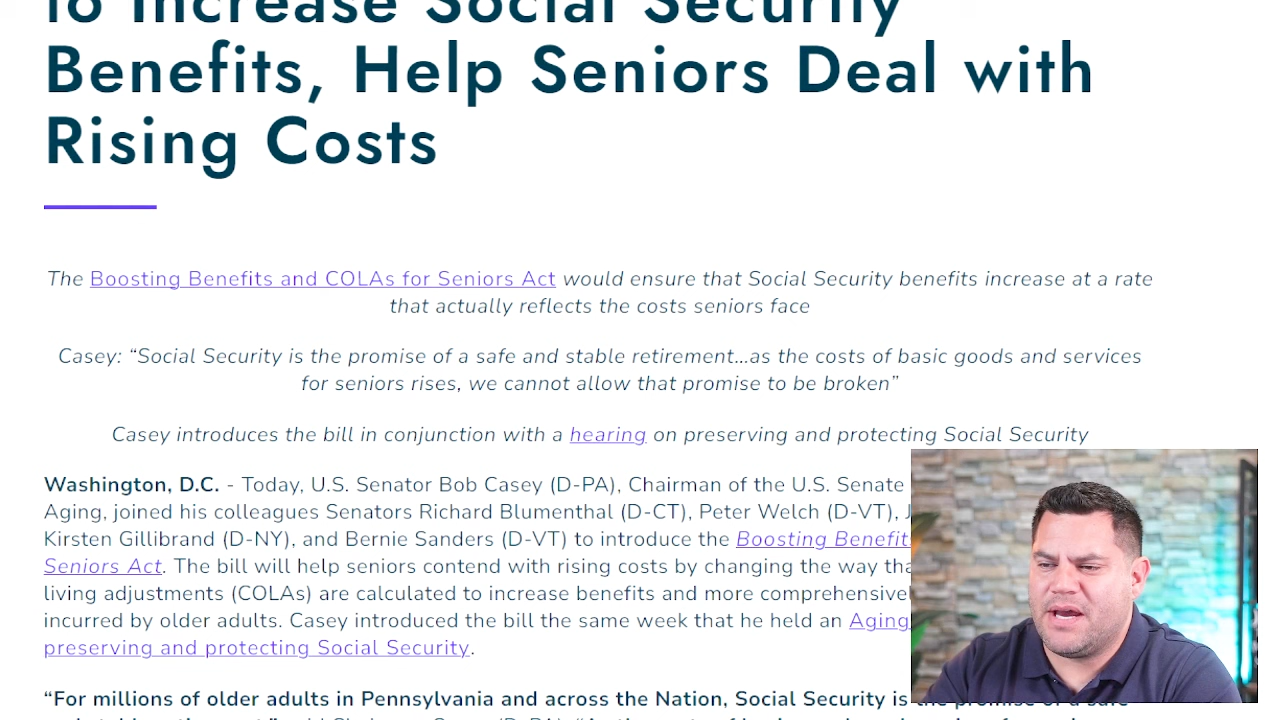 to Increase Social Security
Benefits, Help Seniors Deal with
Rising Costs
The Boosting Benefits and COLAs for Seniors Act would ensure that Social Security benefits increase at a rate
that actually reflects the costs seniors face
Casey: “Social Security is the promise of a safe and stable retirement...as the costs of basic goods and services
for seniors rises, we cannot allow that promise to be broken”
Casey introduces the bill in conjunction with a hearing on preserving and protecting Social Security
Washington, D.C. - Today, U.S. Senator Bob Casey (D-PA), Chairman of the U.S. Senate
Aging, joined his colleagues Senators Richard Blumenthal (D-CT), Peter Welch (D-VT),
Kirsten Gillibrand (D-NY), and Bernie Sanders (D-VT) to introduce the Boosting Benefit
Seniors Act. The bill will help seniors contend with rising costs by changing the way
living adjustments (COLAs) are calculated to increase benefits and more
incurred by older adults. Casey introduced the bill the same week that he held an Aging
preserving and protecting Social Security.
“For millions of older adults in Pennsylvania and across the Nation, Social Security is the promise of a safe